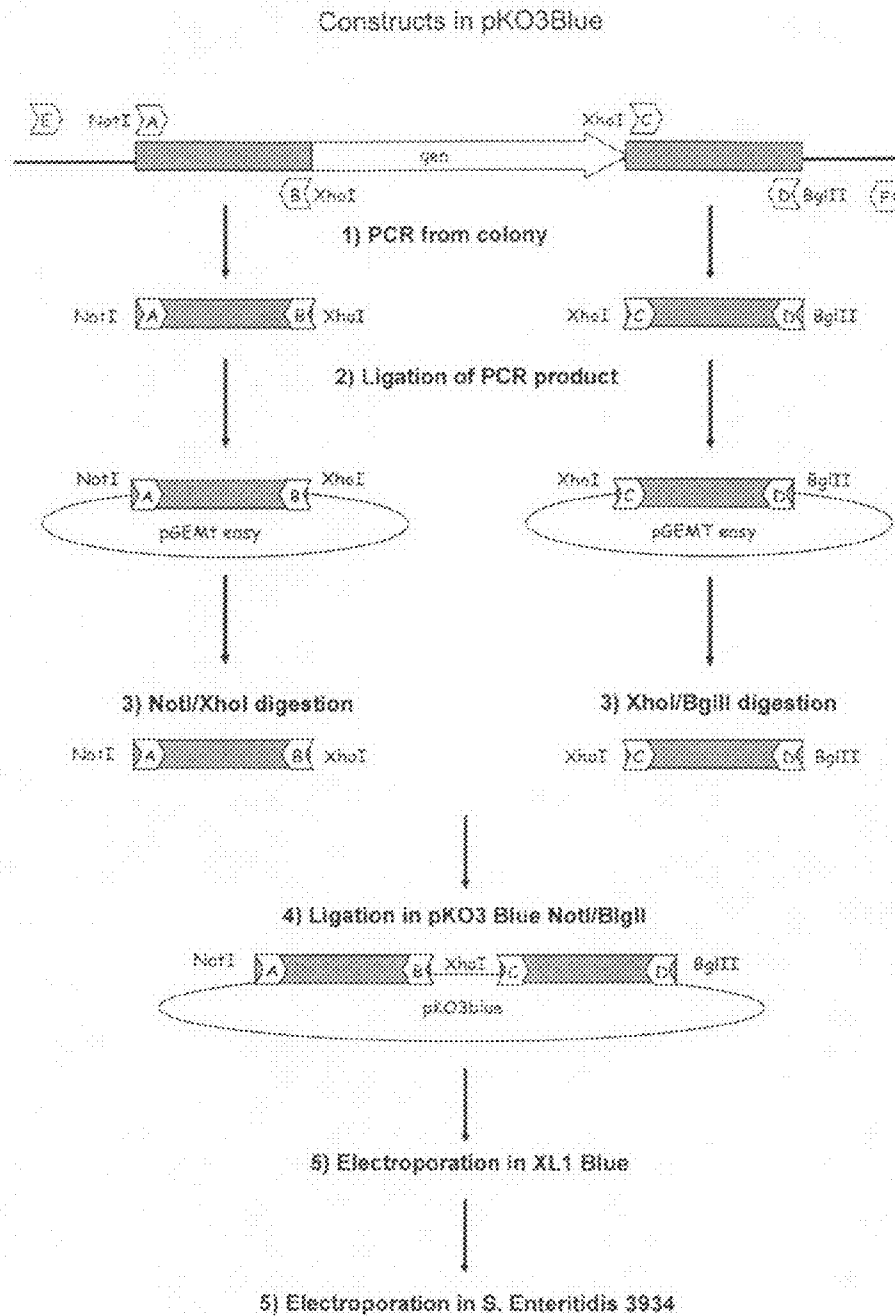 Constructs in pKO3Blue
E NotI A XhoI C
gen
B XhoI D BglII F
1) PCR from colony
NotI A B XhoI XhoI C D BglII
2) Ligation of PCR product
NotI A B XhoI XhoI C D BglII
pGEMT easy pGEMT easy
3) NotI/XhoI digestion 3) XhoI/BglII digestion
NotI A B XhoI XhoI C D BglII
4) Ligation in pKO3 Blue NotI/BlgII
NotI A B XhoI C D BglII
pKO3blue
5) Electroporation in XL1 Blue
5) Electroporation in S. Enteritidis 3934